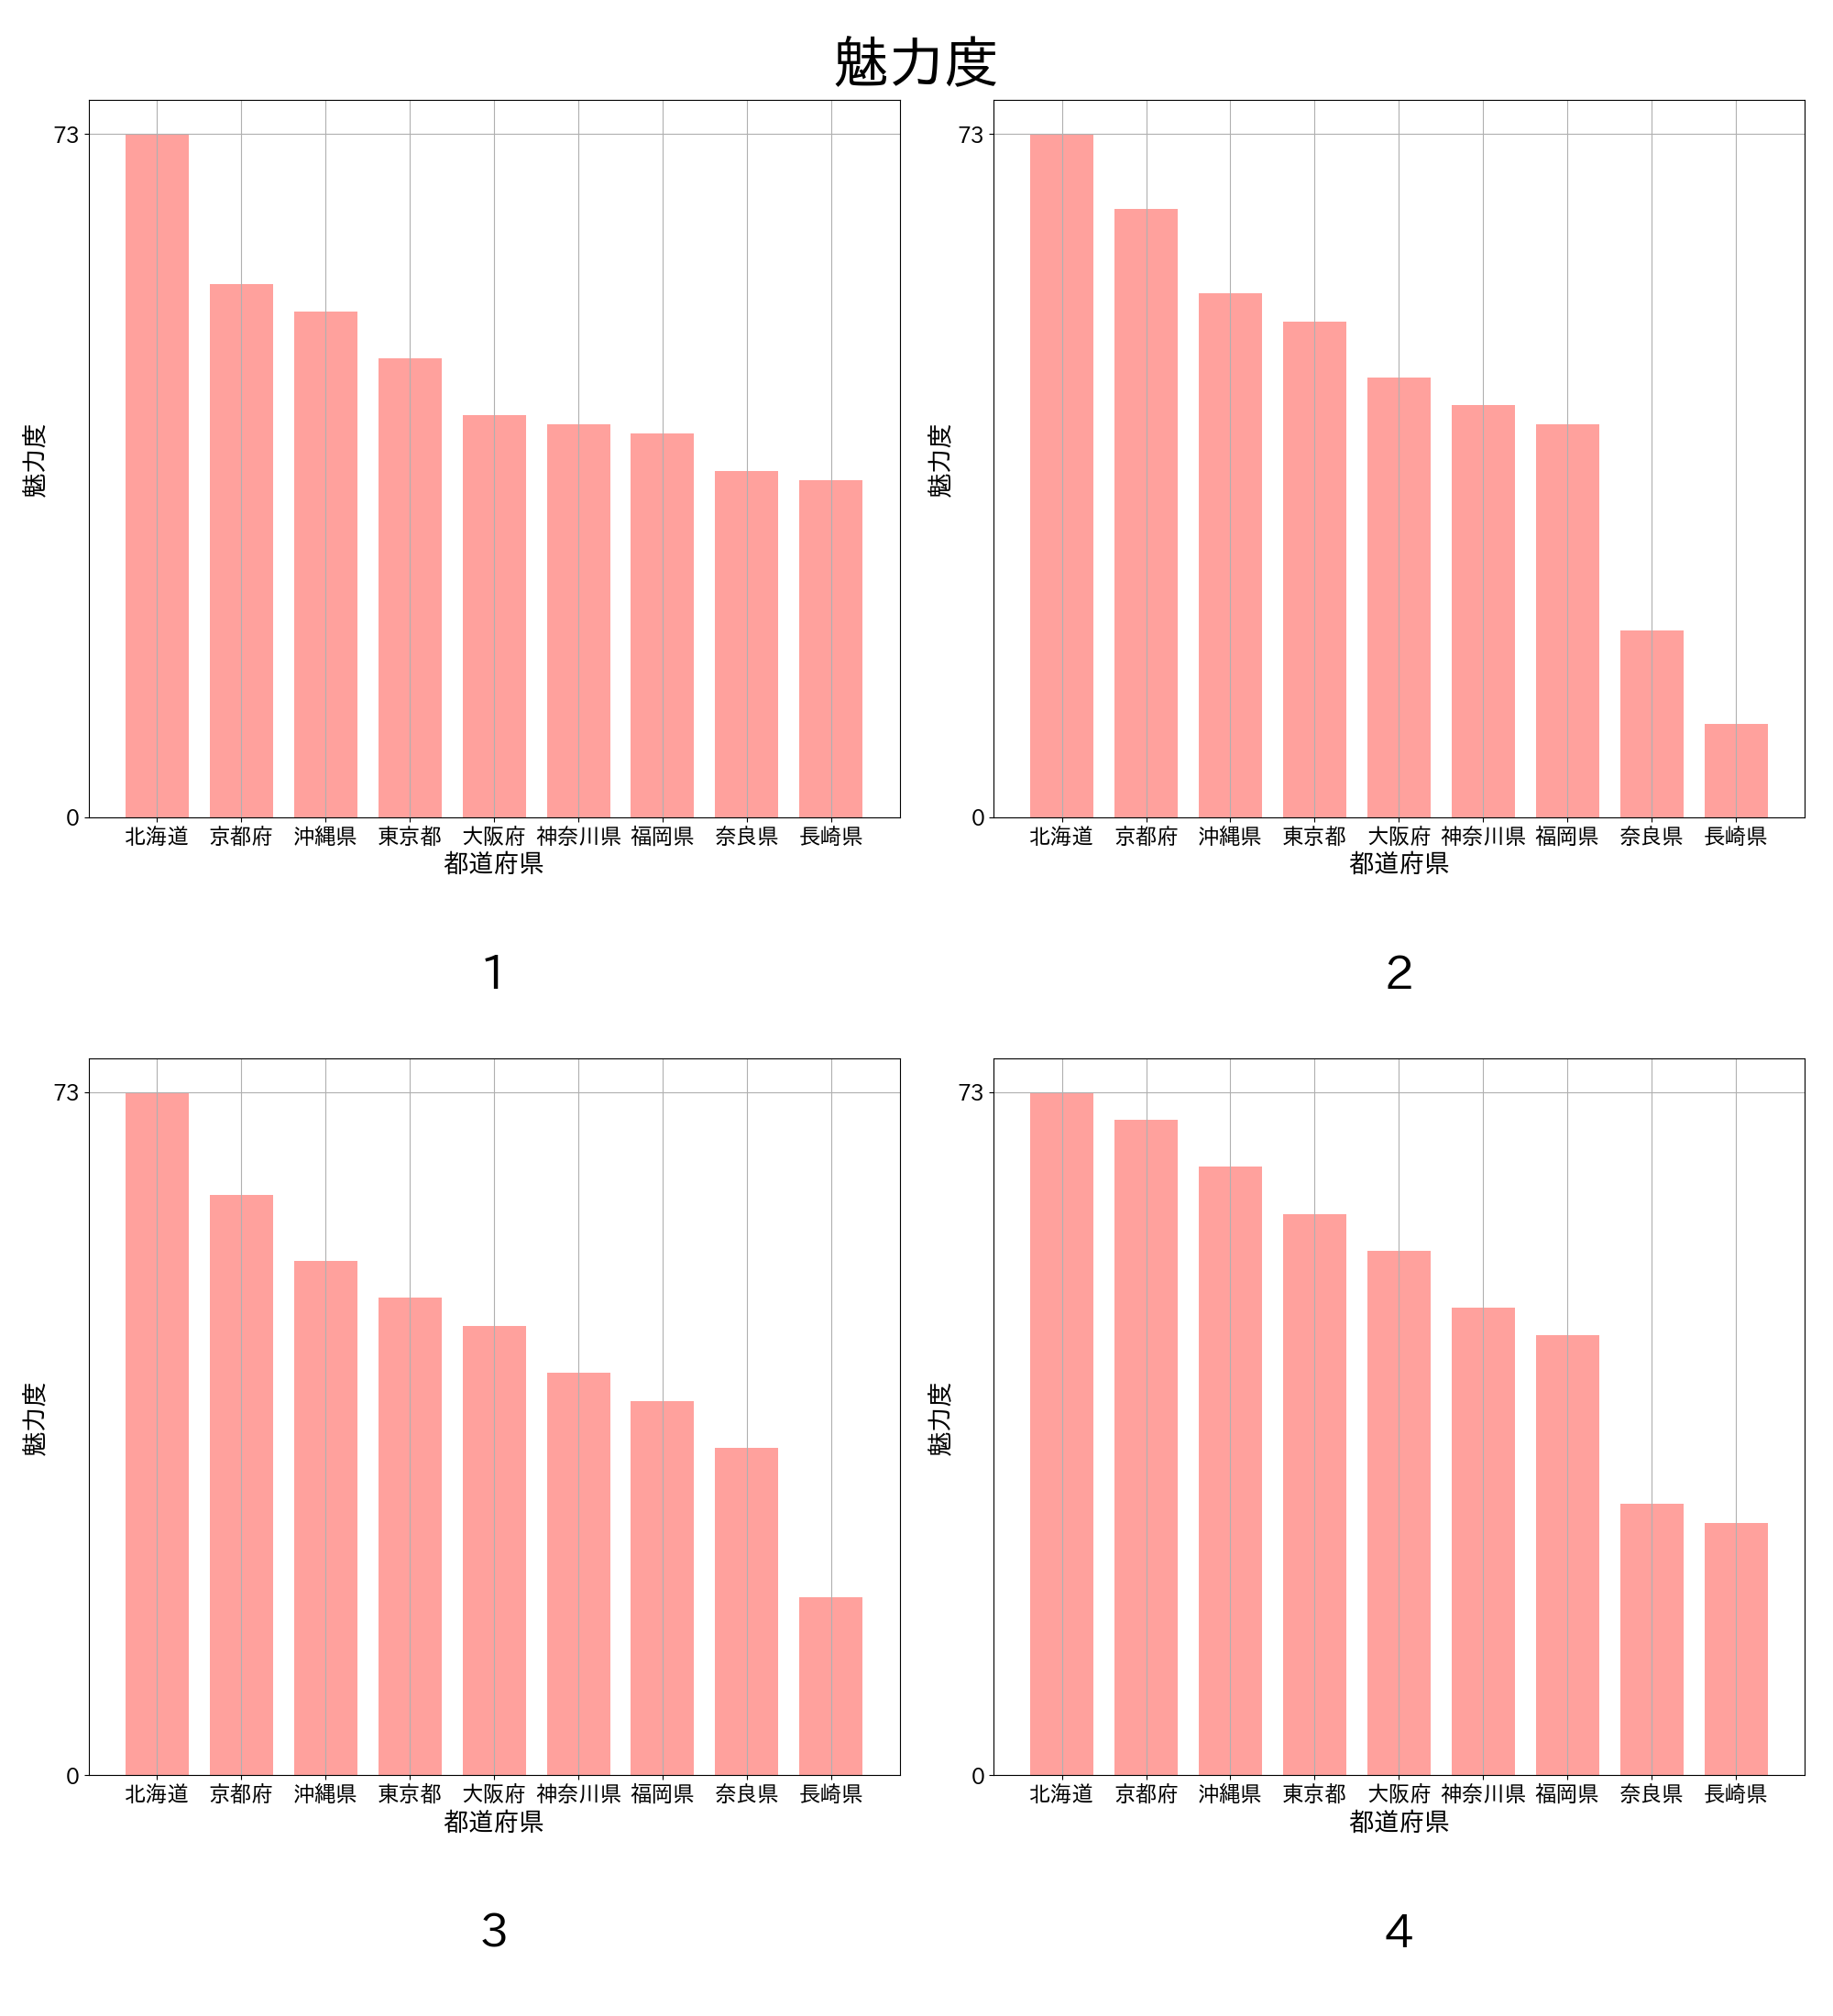 魅力度
73
0
魅力度
北海道 京都府 沖縄県 東京都 大阪府 神奈川県 福岡県 奈良県 長崎県
都道府県
1
73
0
魅力度
北海道 京都府 沖縄県 東京都 大阪府 神奈川県 福岡県 奈良県 長崎県
都道府県
2
73
0
魅力度
北海道 京都府 沖縄県 東京都 大阪府 神奈川県 福岡県 奈良県 長崎県
都道府県
3
73
0
魅力度
北海道 京都府 沖縄県 東京都 大阪府 神奈川県 福岡県 奈良県 長崎県
都道府県
4